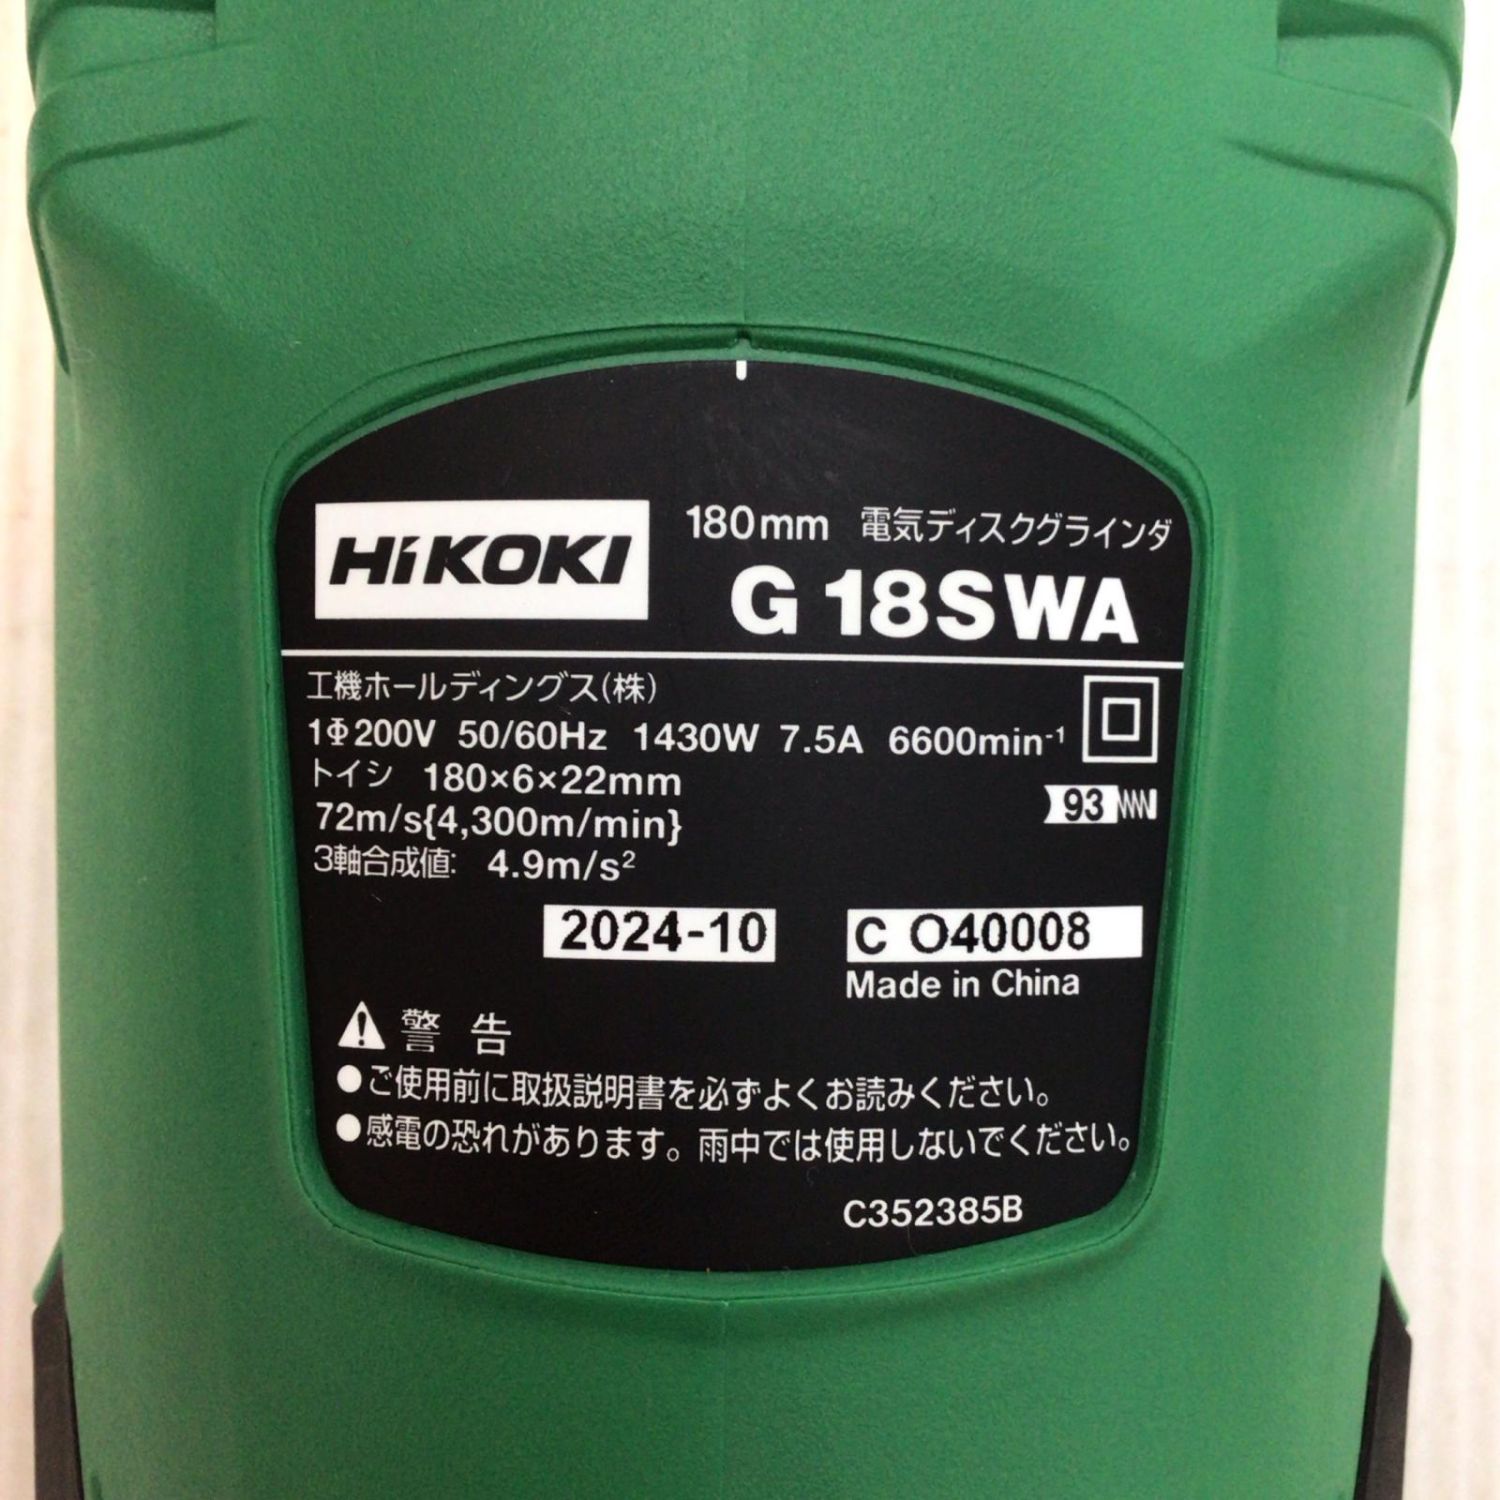 HiKOKI
180mm 電気ディスクグラインダ
G 18SWA
工機ホールディングス(株)
1Φ200V 50/60Hz 1430W 7.5A 6600min⁻¹
トイシ 180×6×22mm
93
72m/s{4,300m/min}
3軸合成値: 4.9m/s²
2024-10 C O40008
Made in China
警 告
●ご使用前に取扱説明書を必ずよくお読みください。
●感電の恐れがあります。雨中では使用しないでください。
C352385B